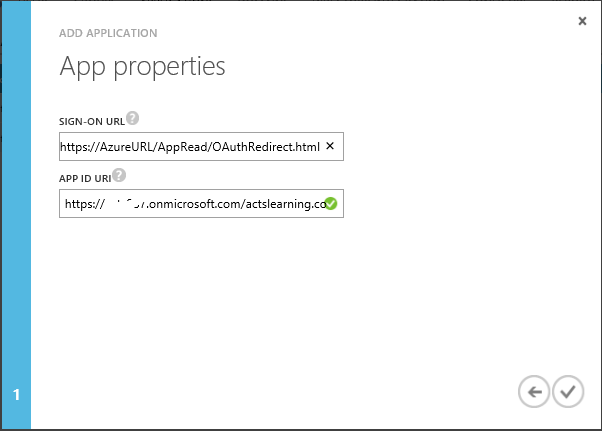 ADD APPLICATION
App properties
SIGN-ON URL ?
https://AzureURL/AppRead/OAuthRedirect.html
APP ID URI ?
https:// .onmicrosoft.com/actslearning.co
1